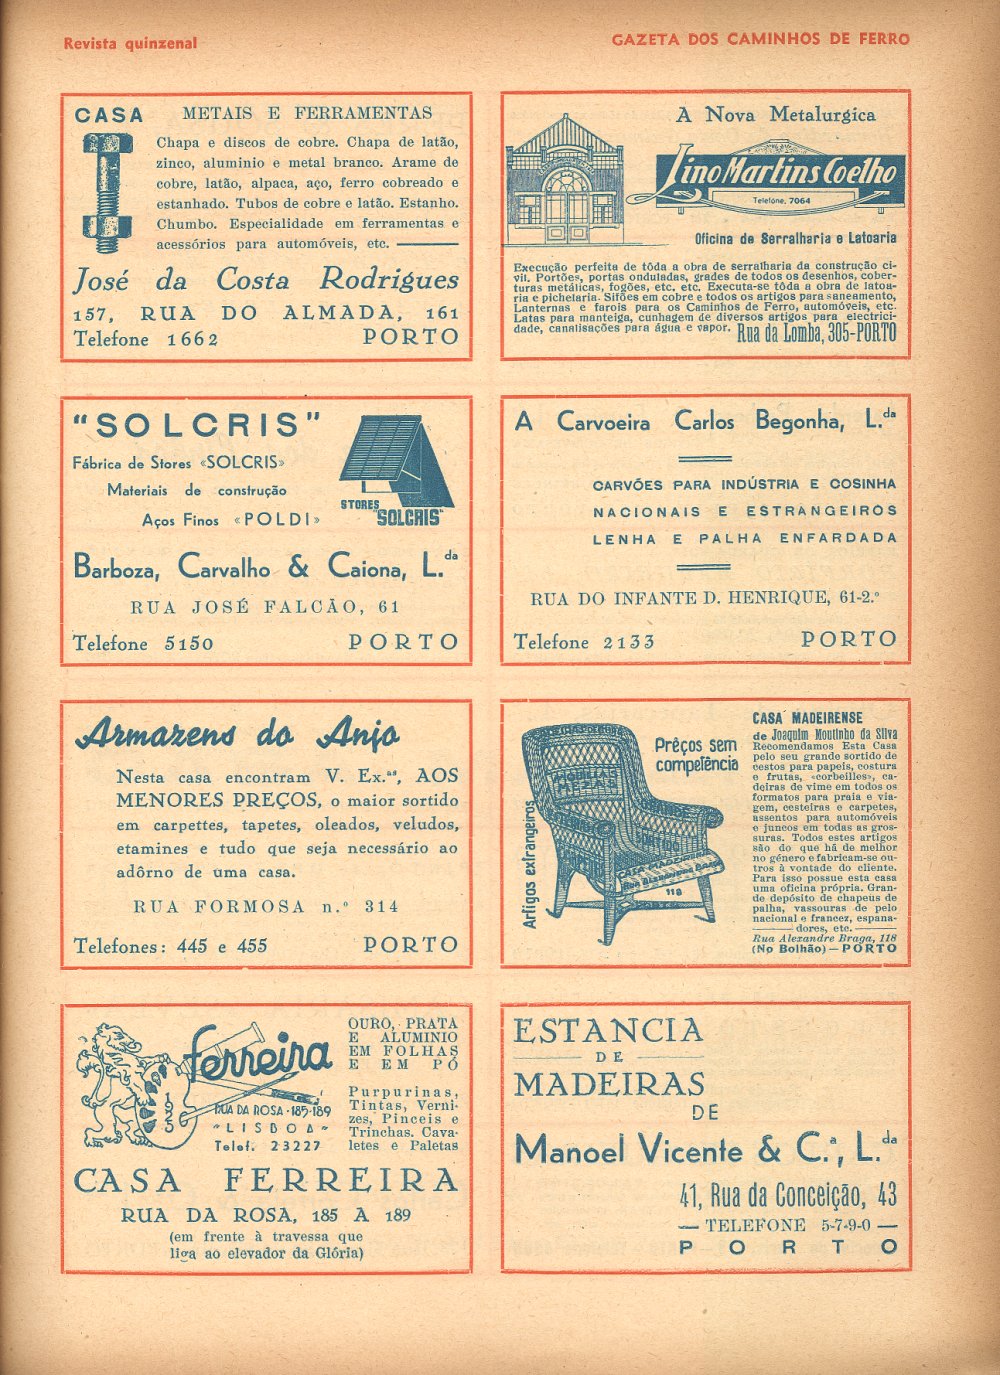 Revista quinzenal
GAZETA DOS CAMINHOS DE FERRO
CASA
METAIS E FERRAMENTAS
Chapa e discos de cobre. Chapa de latão,
zinco, aluminio e metal branco. Arame de
cobre, latão, alpaca, aço, ferro cobreado e
estanhado. Tubos de cobre e latão. Estanho.
Chumbo. Especialidade em ferramentas e
acessórios para automóveis, etc.
José da Costa Rodrigues
157, RUA DO ALMADA, 161
Telefone 1662 PORTO
A Nova Metalurgica
Lino Martins Coelho
Telefone, 7064
Oficina de Serralharia e Latoaria
Execução perfeita de tôda a obra de serralharia da construção ci-
vil. Portões, portas onduladas, grades de todos os desenhos, cober-
turas metálicas, fogões, etc, etc. Executa-se tôda a obra de latoa-
ria e pichelaria. Sifões em cobre e todos os artigos para saneamento,
Lanternas e farois para os Caminhos de Ferro, automóveis, etc.
Latas para manteiga, cunhagem de diversos artigos para electrici-
dade, canalisações para água e vapor. Rua da Lomba, 305-PORTO
"SOLCRIS"
Fábrica de Stores «SOLCRIS»
Materiais de construção
Aços Finos «POLDI»
STORES
"SOLCRIS"
Barboza, Carvalho & Caiona, L.da
RUA JOSÉ FALCÃO, 61
Telefone 5150 PORTO
A Carvoeira Carlos Begonha, L.da
CARVÕES PARA INDÚSTRIA E COSINHA
NACIONAIS E ESTRANGEIROS
LENHA E PALHA ENFARDADA
RUA DO INFANTE D. HENRIQUE, 61-2.º
Telefone 2133 PORTO
Armazens do Anjo
Nesta casa encontram V. Ex.as, AOS
MENORES PREÇOS, o maior sortido
em carpettes, tapetes, oleados, veludos,
etamines e tudo que seja necessário ao
adôrno de uma casa.
RUA FORMOSA n.º 314
Telefones: 445 e 455 PORTO
Artigos extrangeiros
Prêços sem
competência
MOBILIAS
CASA MADEIRENSE
RUA ALEXANDRE BRAGA
118
CASA MADEIRENSE
de Joaquim Moutinho da Silva
Recomendamos Esta Casa
pelo seu grande sortido de
cestos para papeis, costura
e frutas, «corbeilles», ca-
deiras de vime em todos os
formatos para praia e via-
gem, cesteiras e carpetes,
assentos para automóveis
e juncos em todas as gros-
suras. Todos estes artigos
são do que há de melhor
no género e fabricam-se ou-
tros à vontade do cliente.
Para isso possue esta casa
uma oficina própria. Gran-
de depósito de chapeus de
palha, vassouras de pelo
nacional e francez, espana-
dores, etc.
Rua Alexandre Braga, 118
(No Bolhão) — PORTO
ferreira
RUA DA ROSA·185·189
"LISBOA"
Telef. 23227
OURO, PRATA
E ALUMINIO
EM FOLHAS
E EM PÓ
Purpurinas,
Tintas, Verni-
zes, Pinceis e
Trinchas. Cava-
letes e Paletas
CASA FERREIRA
RUA DA ROSA, 185 A 189
(em frente à travessa que
liga ao elevador da Glória)
ESTANCIA
DE
MADEIRAS
DE
Manoel Vicente & C.ª, L.da
41, Rua da Conceição, 43
— TELEFONE 5-7-9-0 —
PORTO